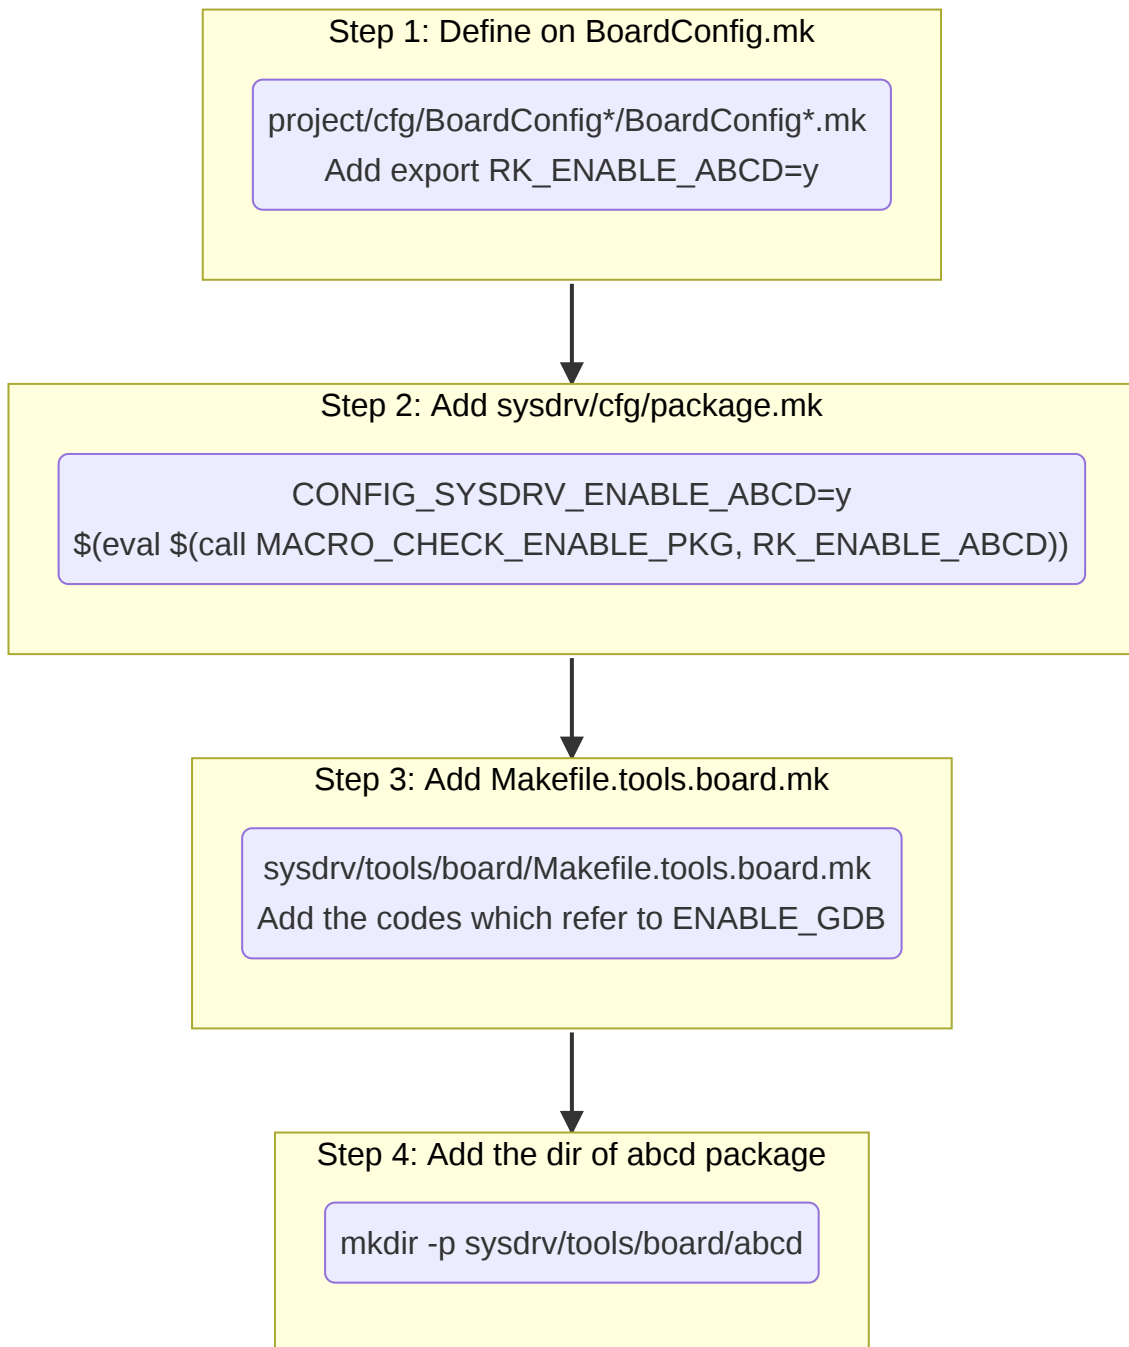 Step 1: Define on BoardConfig.mk
project/cfg/BoardConfig*/BoardConfig*.mk
Add export RK_ENABLE_ABCD=y
Step 2: Add sysdrv/cfg/package.mk
CONFIG_SYSDRV_ENABLE_ABCD=y
$(eval $(call MACRO_CHECK_ENABLE_PKG, RK_ENABLE_ABCD))
Step 3: Add Makefile.tools.board.mk
sysdrv/tools/board/Makefile.tools.board.mk
Add the codes which refer to ENABLE_GDB
Step 4: Add the dir of abcd package
mkdir -p sysdrv/tools/board/abcd